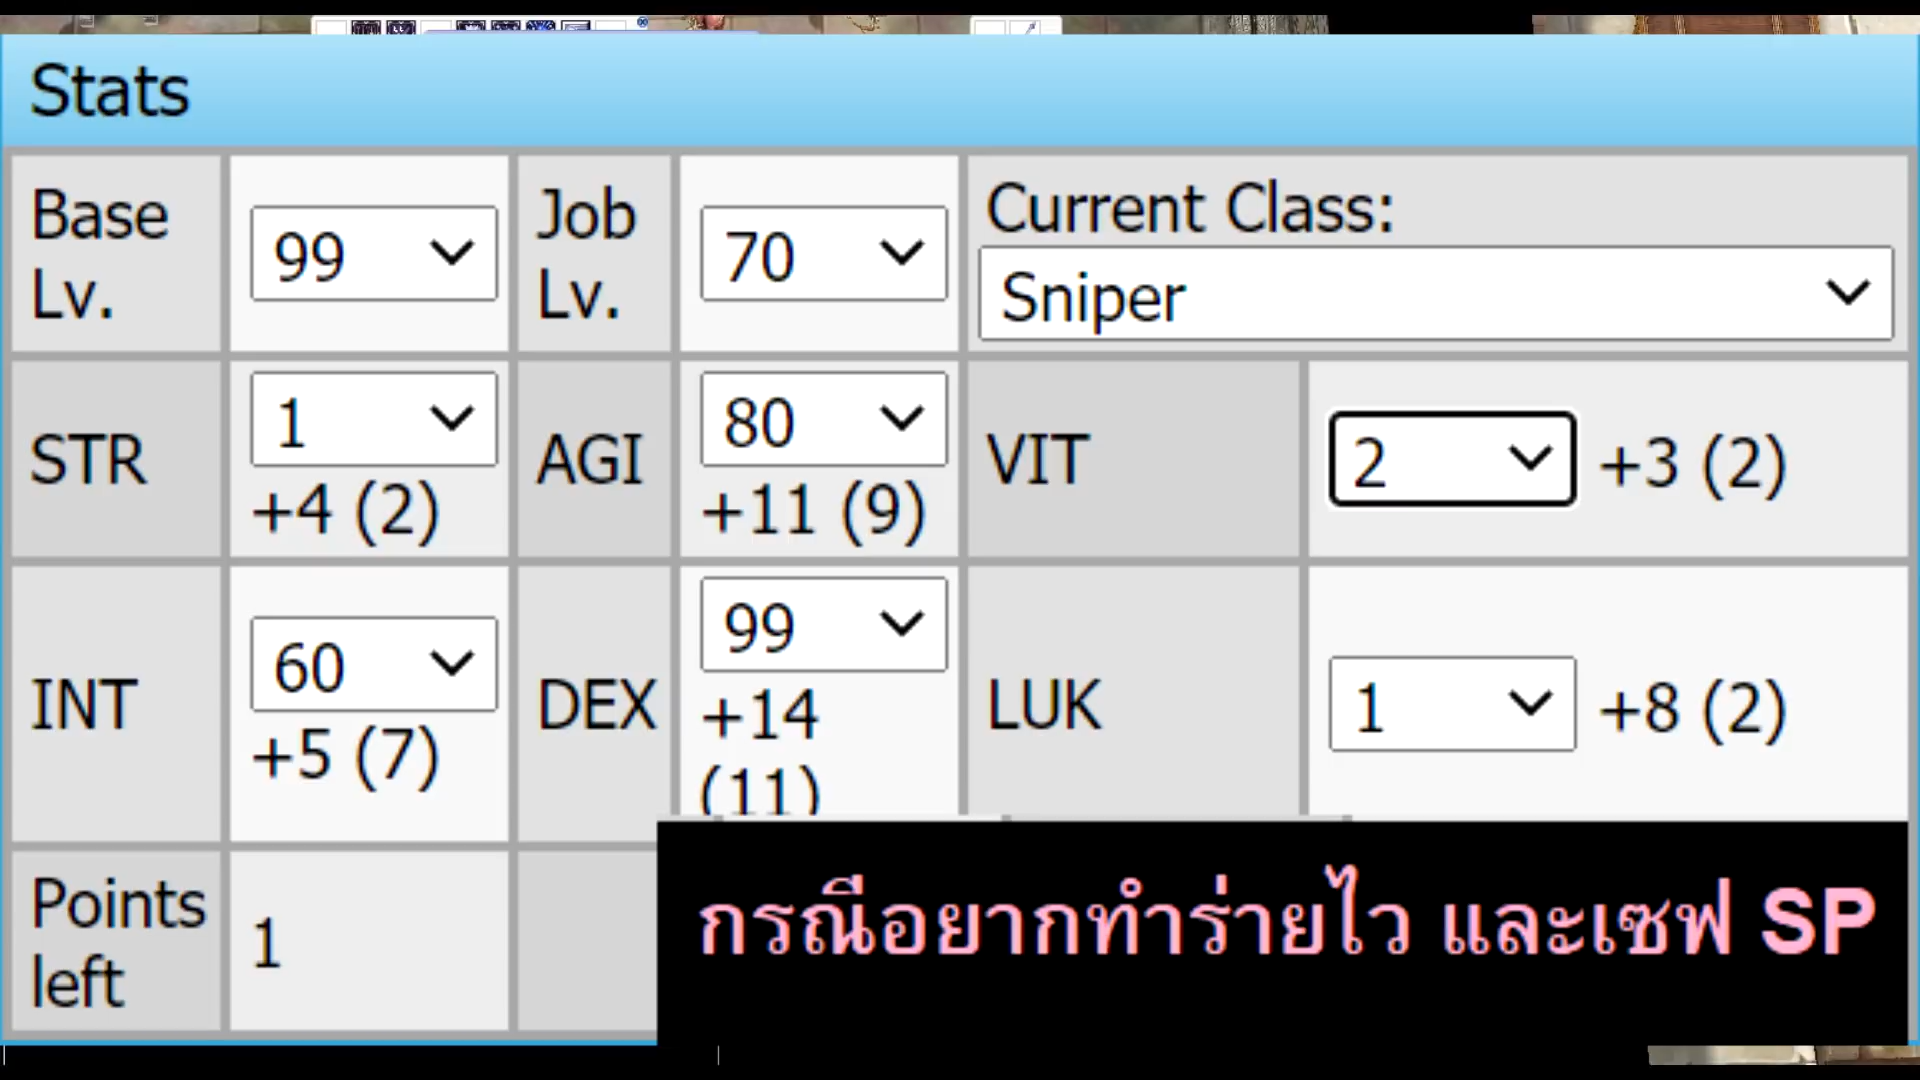 Stats
Base Lv.
99
Job Lv.
70
Current Class:
Sniper
STR
1
+4 (2)
AGI
80
+11 (9)
VIT
2
+3 (2)
INT
60
+5 (7)
DEX
99
+14
(11)
LUK
1
+8 (2)
Points left
1
กรณีอยากทำร่ายไว และเซฟ SP